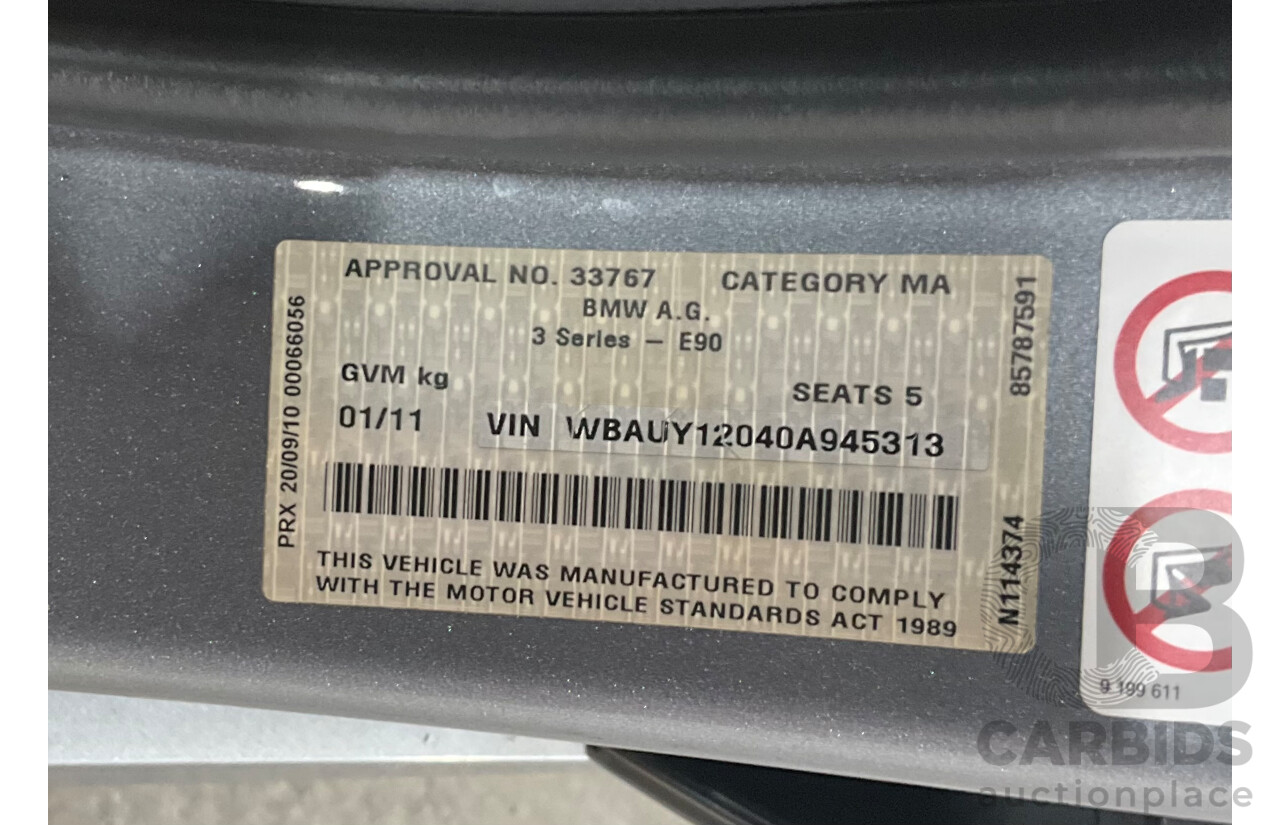 APPROVAL NO. 33767 CATEGORY MA
BMW A.G.
3 Series – E90
GVM kg SEATS 5
01/11 VIN WBAUY12040A945313
THIS VEHICLE WAS MANUFACTURED TO COMPLY
WITH THE MOTOR VEHICLE STANDARDS ACT 1989
PRX 20/09/10 00066056
85787591
N114374
9 199 611
CARBIDS
auctionplace